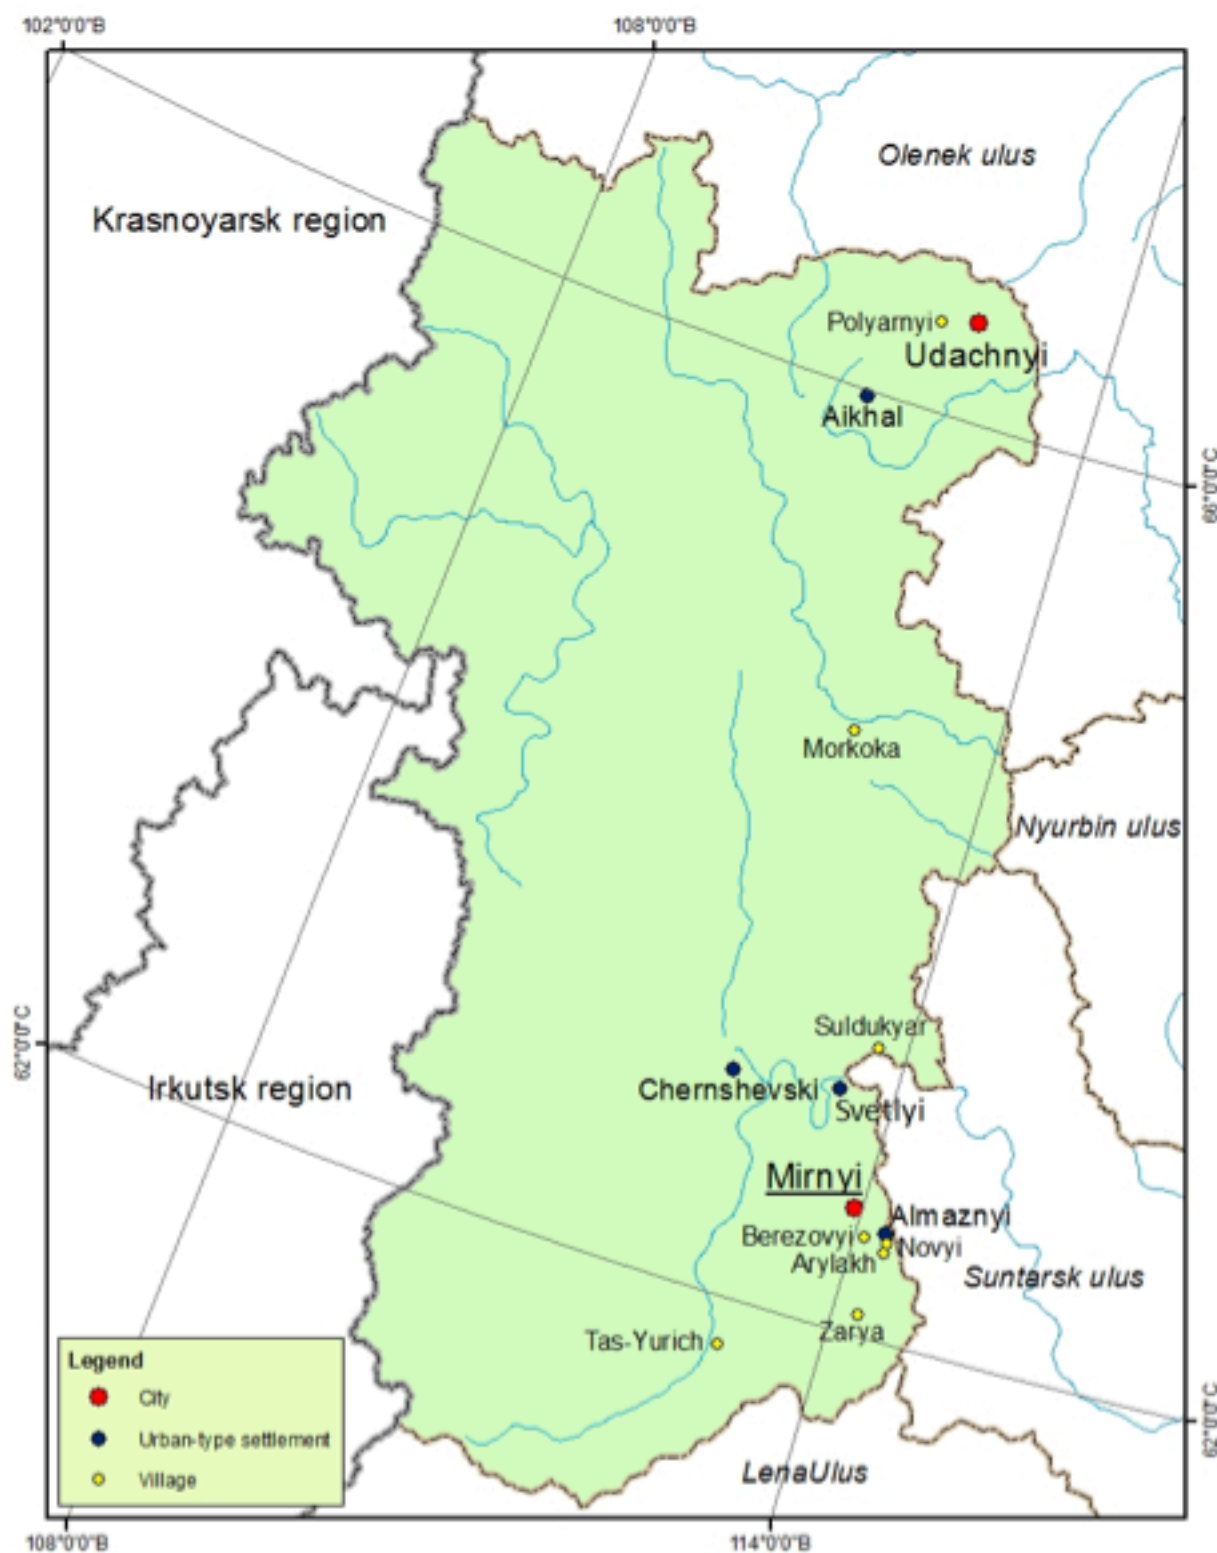 102°0'0"B
108°0'0"B
Olenek ulus
Krasnoyarsk region
Polyarnyi
Udachnyi
Aikhal
66°0'0"C
Morkoka
Nyurbin ulus
Suldukyar
62°0'0"C
Irkutsk region
Chernshevski
Svetlyi
Mirnyi
Almaznyi
Berezovyi
Novyi
Arylakh
Suntarsk ulus
Zarya
Tas-Yurich
Legend
City
Urban-type settlement
Village
62°0'0"C
LenaUlus
108°0'0"B
114°0'0"B